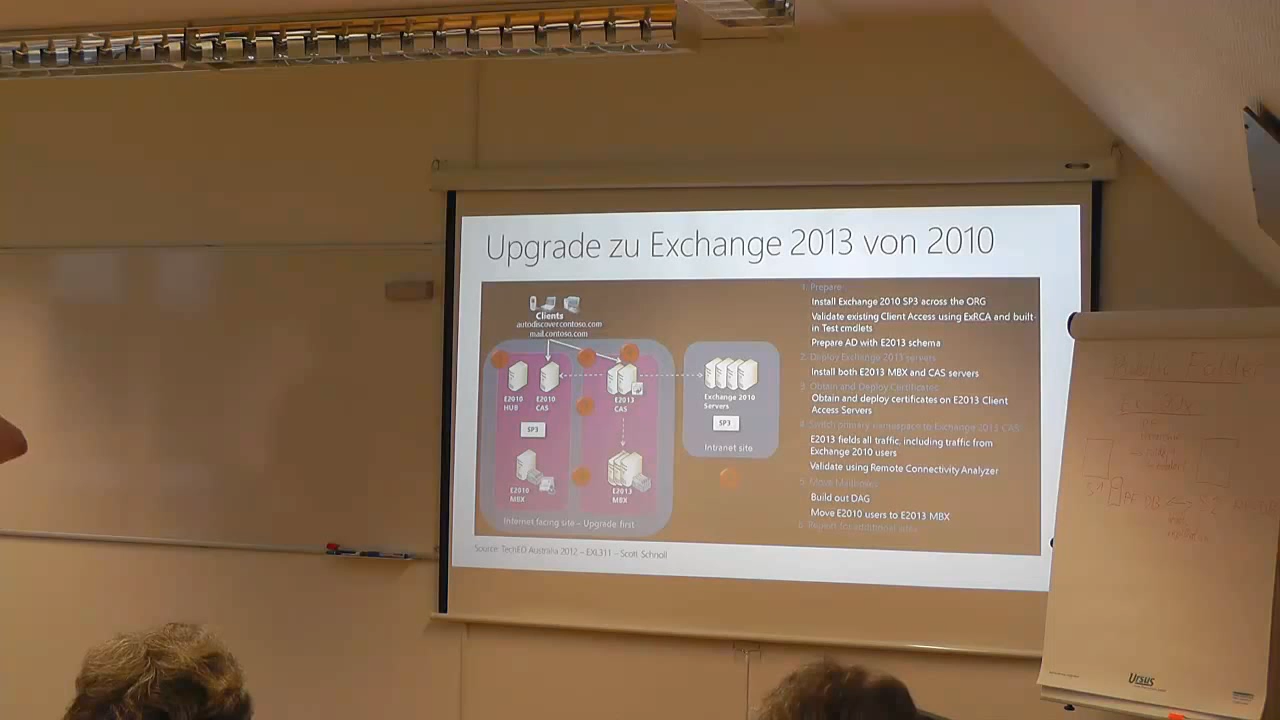 Upgrade zu Exchange 2013 von 2010
Clients
autodiscover.contoso.com
mail.contoso.com
E2010
HUB
E2010
CAS
E2013
CAS
SP3
E2010
MBX
E2013
MBX
Internet facing site – Upgrade first
Exchange 2010
Servers
SP3
Intranet site
1. Prepare
Install Exchange 2010 SP3 across the ORG
Validate existing Client Access using ExRCA and built-
in Test cmdlets
Prepare AD with E2013 schema
2. Deploy Exchange 2013 servers
Install both E2013 MBX and CAS servers
3. Obtain and Deploy Certificates
Obtain and deploy certificates on E2013 Client
Access Servers
4. Switch primary namespace to Exchange 2013 CAS
E2013 fields all traffic, including traffic from
Exchange 2010 users
Validate using Remote Connectivity Analyzer
5. Move Mailboxes
Build out DAG
Move E2010 users to E2013 MBX
6. Repeat for additional sites
Source: TechED Australia 2012 – EXL311 – Scott Schnoll
Public Folder
Ursus